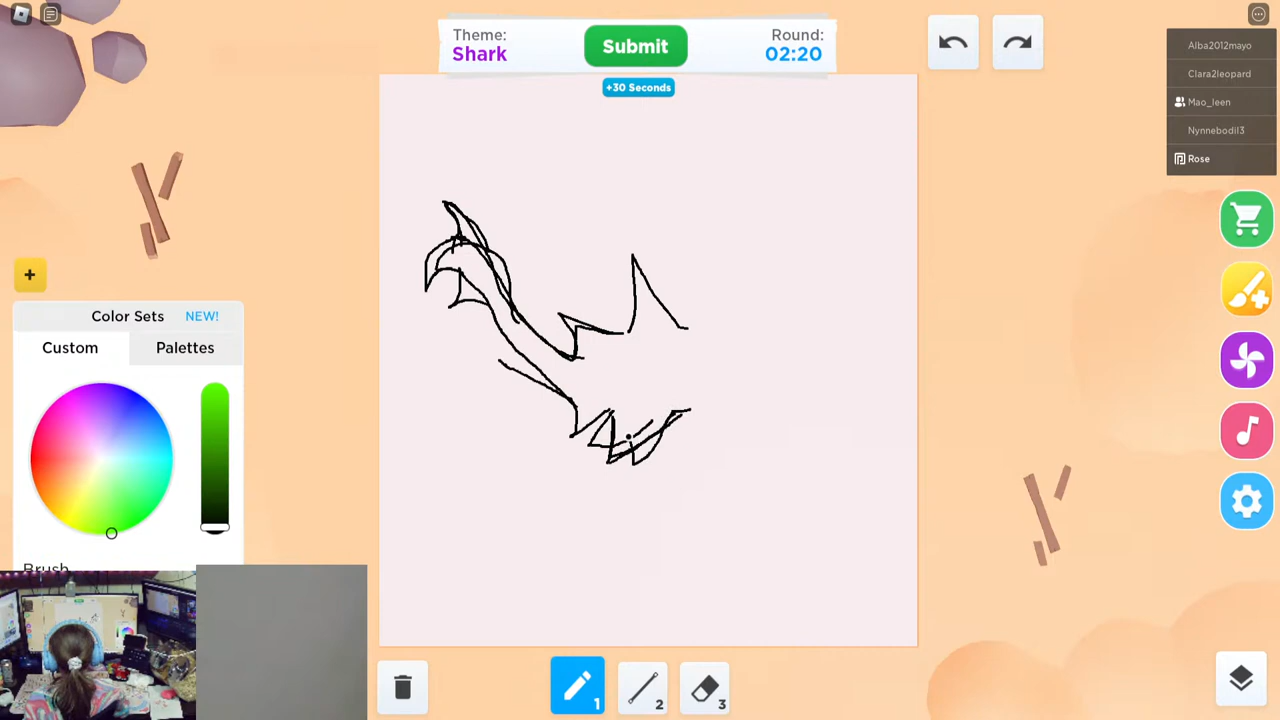 Theme:
Shark
Submit
Round:
02:20
+30 Seconds
Alba2012mayo
Clara2leopard
Mao_leen
Nynnebodil3
Rose
+
Color Sets NEW!
Custom Palettes
Brush
1
2
3